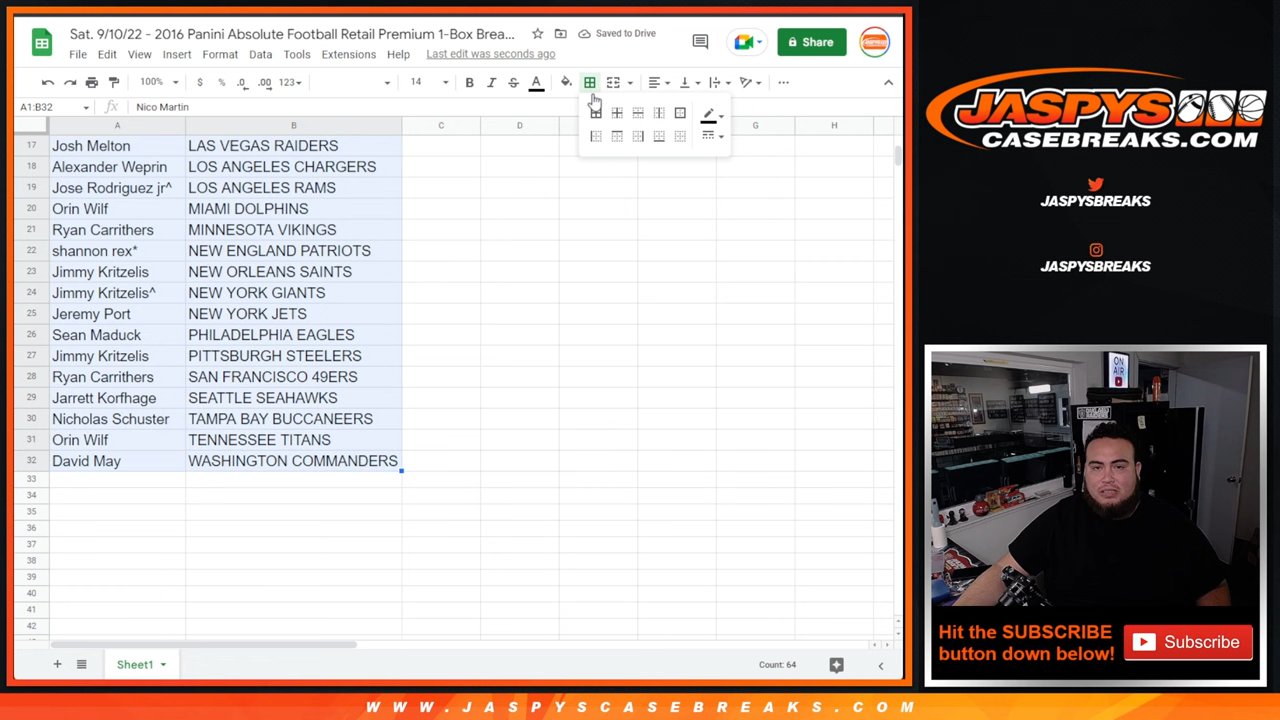 Sat. 9/10/22 - 2016 Panini Absolute Football Retail Premium 1-Box Brea...
Saved to Drive
Share
File Edit View Insert Format Data Tools Extensions Help Last edit was seconds ago
100% $ % .0 .00 123 14 B I S A
A1:B32 fx Nico Martin
A B C D G H
17 Josh Melton LAS VEGAS RAIDERS
18 Alexander Weprin LOS ANGELES CHARGERS
19 Jose Rodriguez jr^ LOS ANGELES RAMS
20 Orin Wilf MIAMI DOLPHINS
21 Ryan Carrithers MINNESOTA VIKINGS
22 shannon rex* NEW ENGLAND PATRIOTS
23 Jimmy Kritzelis NEW ORLEANS SAINTS
24 Jimmy Kritzelis^ NEW YORK GIANTS
25 Jeremy Port NEW YORK JETS
26 Sean Maduck PHILADELPHIA EAGLES
27 Jimmy Kritzelis PITTSBURGH STEELERS
28 Ryan Carrithers SAN FRANCISCO 49ERS
29 Jarrett Korfhage SEATTLE SEAHAWKS
30 Nicholas Schuster TAMPA BAY BUCCANEERS
31 Orin Wilf TENNESSEE TITANS
32 David May WASHINGTON COMMANDERS
33
34
35
36
37
38
39
40
41
42
Sheet1
Count: 64
JASPYS
CASEBREAKS.COM
JASPYSBREAKS
JASPYSBREAKS
ON
AIR
Hit the SUBSCRIBE
button down below!
Subscribe
WWW.JASPYSCASEBREAKS.COM